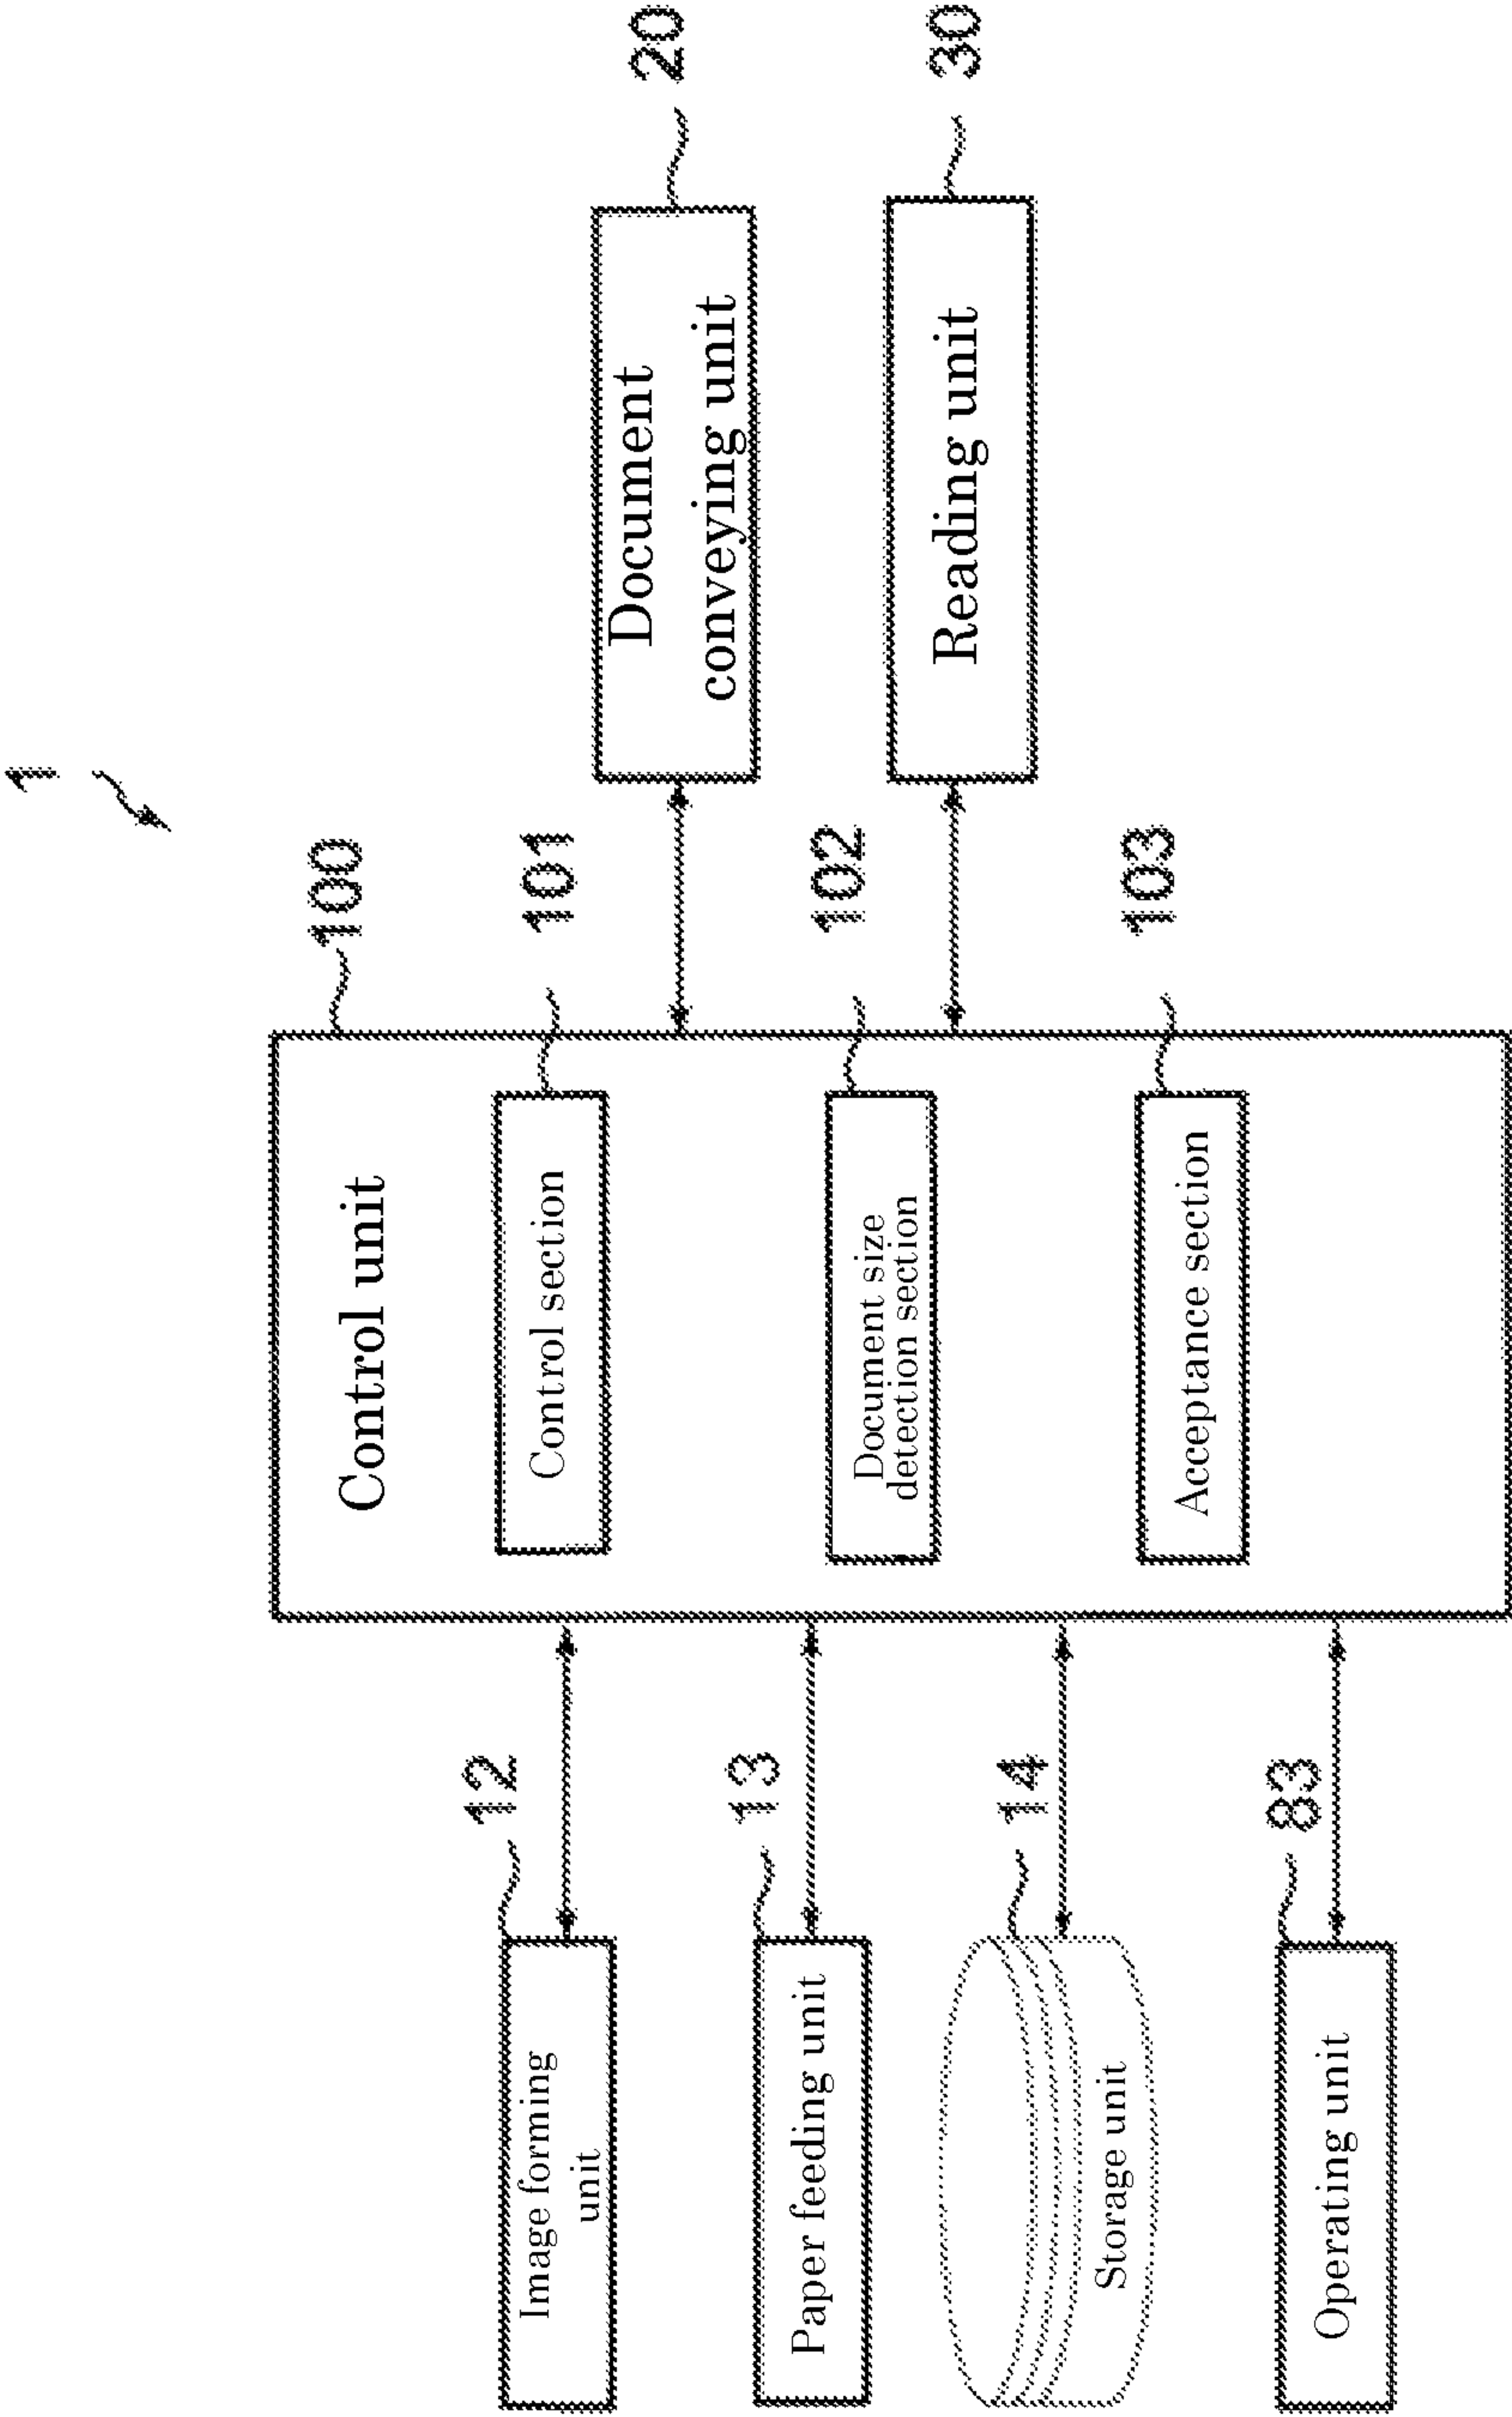 1
100
Control unit
12
Image forming
unit
101
Control section
20
Document
conveying unit
13
Paper feeding unit
102
Document size
detection section
30
Reading unit
14
Storage unit
103
Acceptance section
83
Operating unit